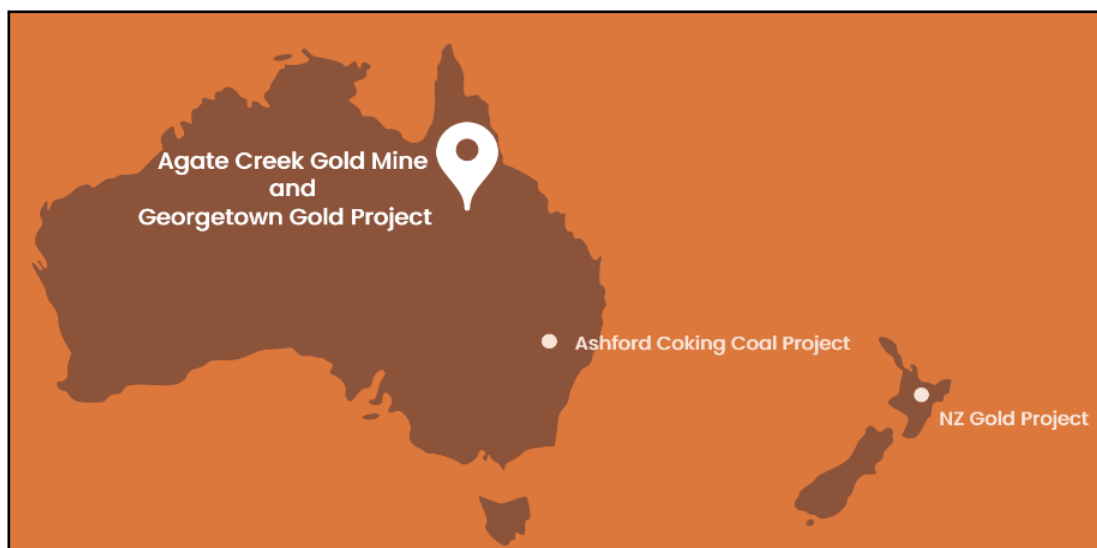 Agate Creek Gold Mine
and
Georgetown Gold Project
Ashford Coking Coal Project
NZ Gold Project